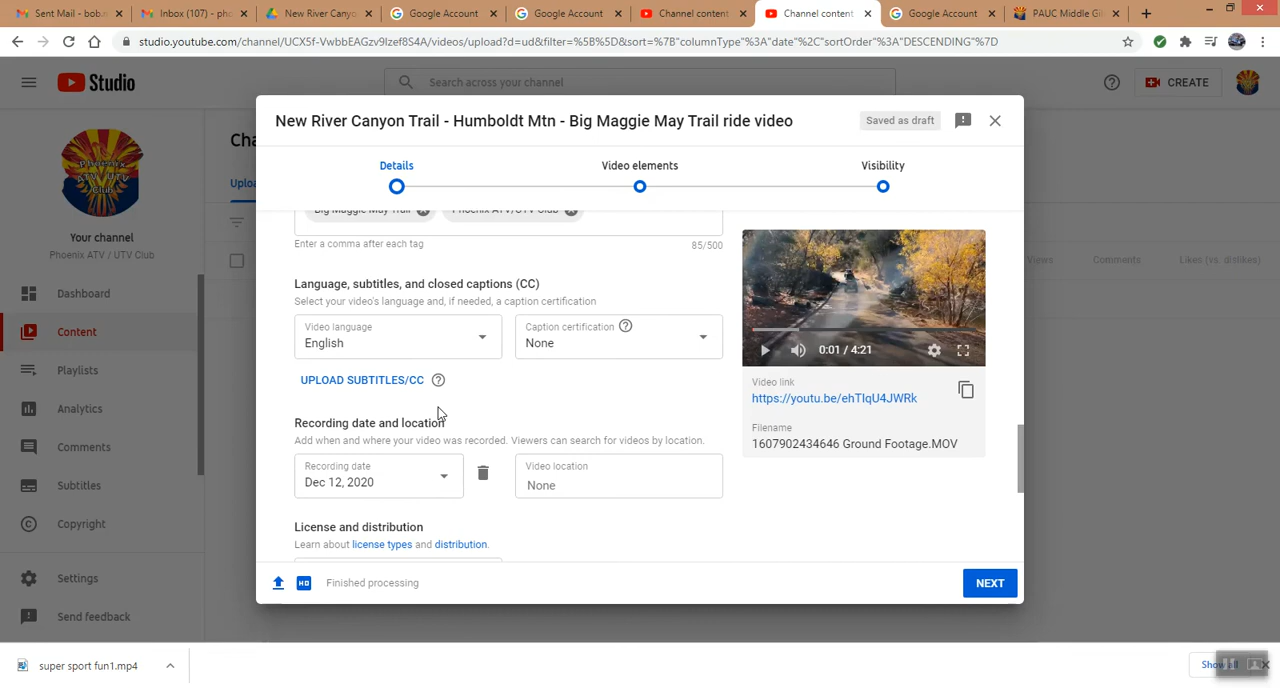 Sent Mail - bob.n
Inbox (107) - pho
New River Canyo
Google Account
Google Account
Channel content
Channel content
Google Account
PAUC Middle Gi
studio.youtube.com/channel/UCX5f-VwbbEAGzv9Izef8S4A/videos/upload?d=ud&filter=%5B%5D&sort=%7B"columnType"%3A"date"%2C"sortOrder"%3A"DESCENDING"%7D
Studio
Search across your channel
CREATE
New River Canyon Trail - Humboldt Mtn - Big Maggie May Trail ride video
Saved as draft
Details
Video elements
Visibility
Cha
Uploa
Your channel
Phoenix ATV / UTV Club
Dashboard
Content
Playlists
Analytics
Comments
Subtitles
Copyright
Settings
Send feedback
Views
Comments
Likes (vs. dislikes)
Big Maggie May Trail
Phoenix ATV/UTV Club
Enter a comma after each tag
85/500
Language, subtitles, and closed captions (CC)
Select your video's language and, if needed, a caption certification
Video language
English
Caption certification
None
UPLOAD SUBTITLES/CC
Recording date and location
Add when and where your video was recorded. Viewers can search for videos by location.
Recording date
Dec 12, 2020
Video location
None
License and distribution
Learn about license types and distribution.
0:01 / 4:21
Video link
https://youtu.be/ehTIqU4JWRk
Filename
1607902434646 Ground Footage.MOV
HD
Finished processing
NEXT
super sport fun1.mp4
Show all